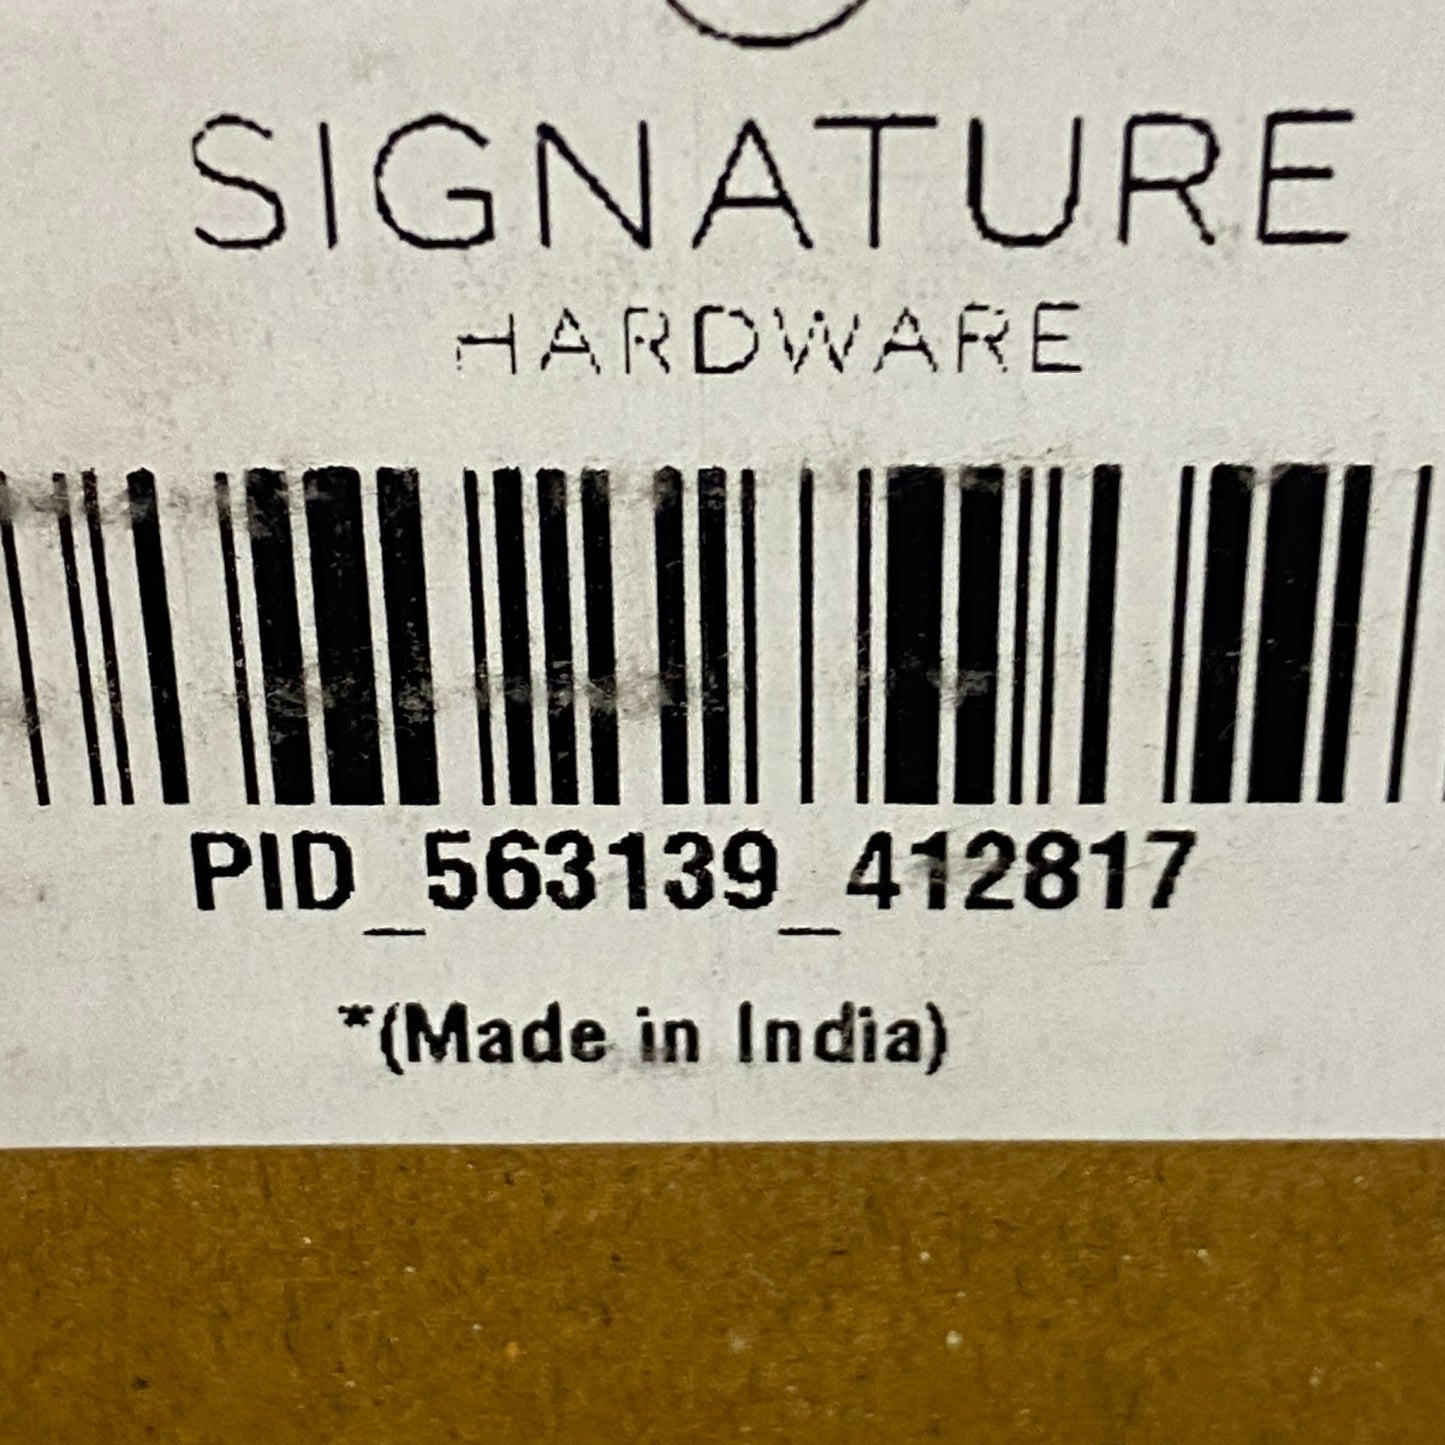 SIGNATURE
HARDWARE
PID_563139_412817
*(Made in India)